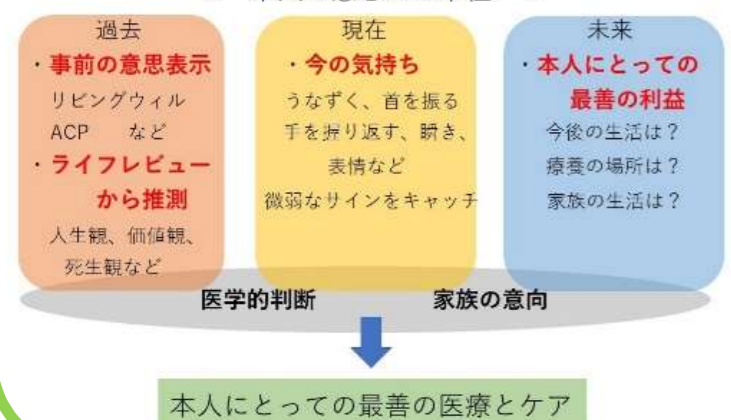 過去
・事前の意思表示
リビングウィル
ACP など
・ライフレビュー
から推測
人生観、価値観、
死生観など
現在
・今の気持ち
うなずく、首を振る
手を握り返す、瞬き、
表情など
微弱なサインをキャッチ
未来
・本人にとっての
最善の利益
今後の生活は？
療養の場所は？
家族の生活は？
医学的判断 家族の意向
本人にとっての最善の医療とケア